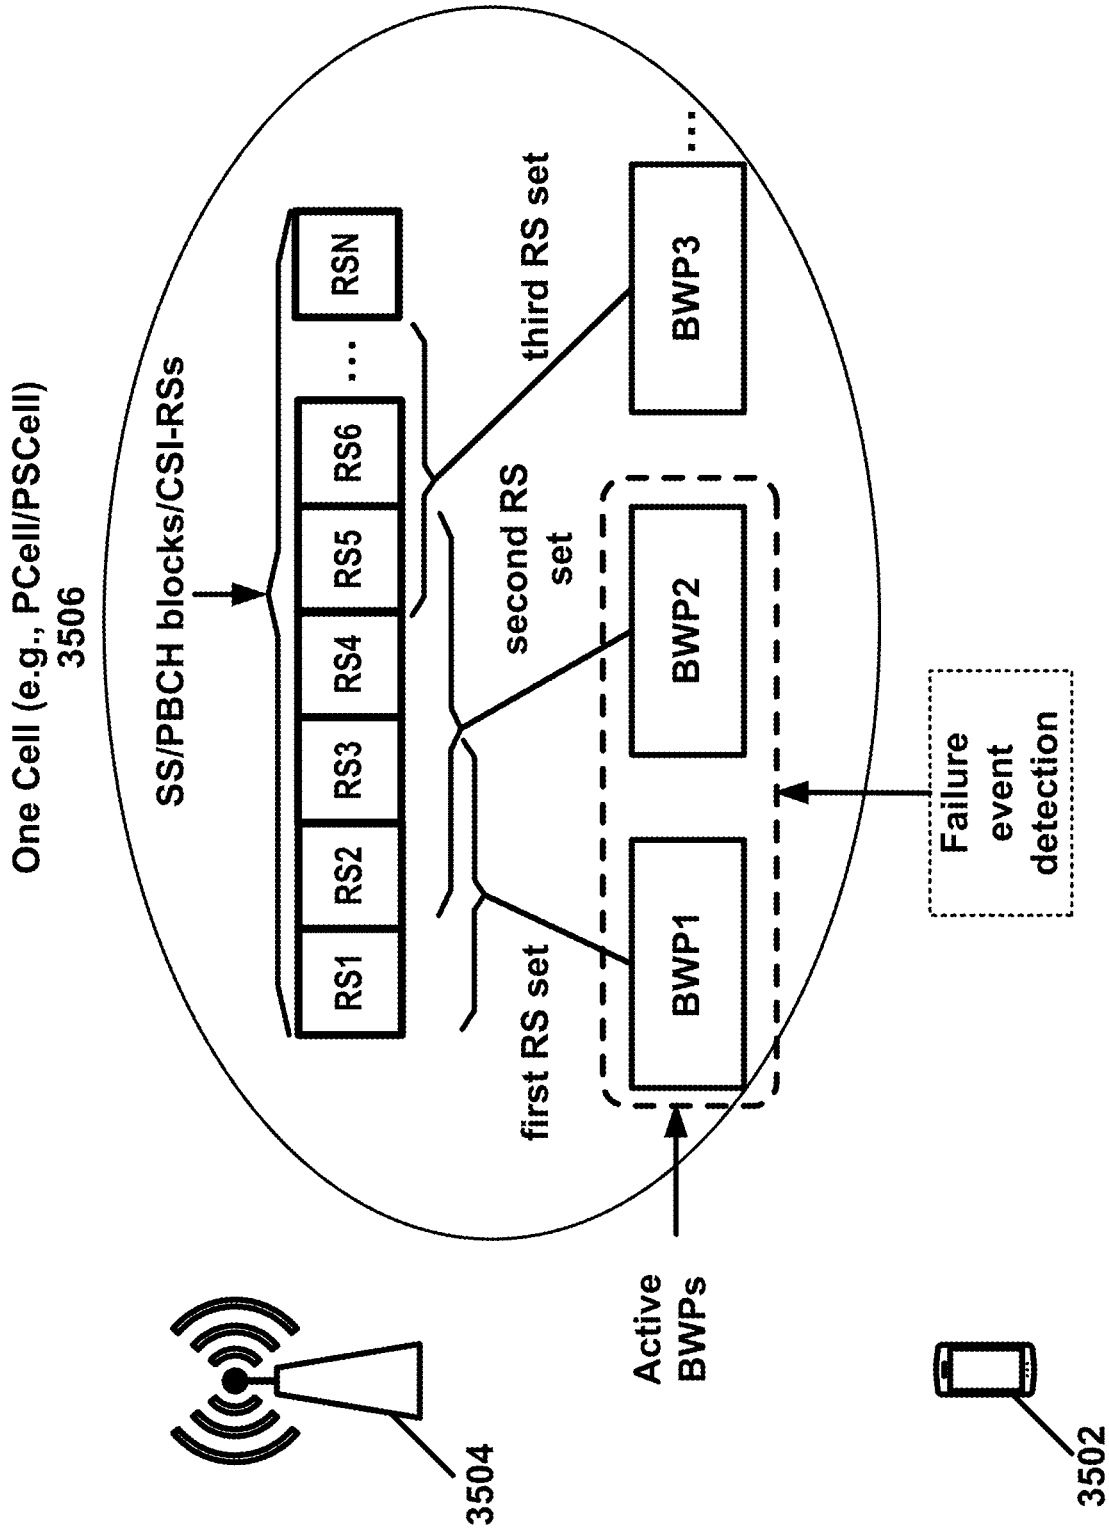 One Cell (e.g., PCell/PSCell)
3506
SS/PBCH blocks/CSI-RSs
RS1
RS2
RS3
RS4
RS5
RS6
...
RSN
first RS set
second RS
set
third RS set
BWP1
BWP2
BWP3
...
Active
BWPs
Failure
event
detection
3504
3502